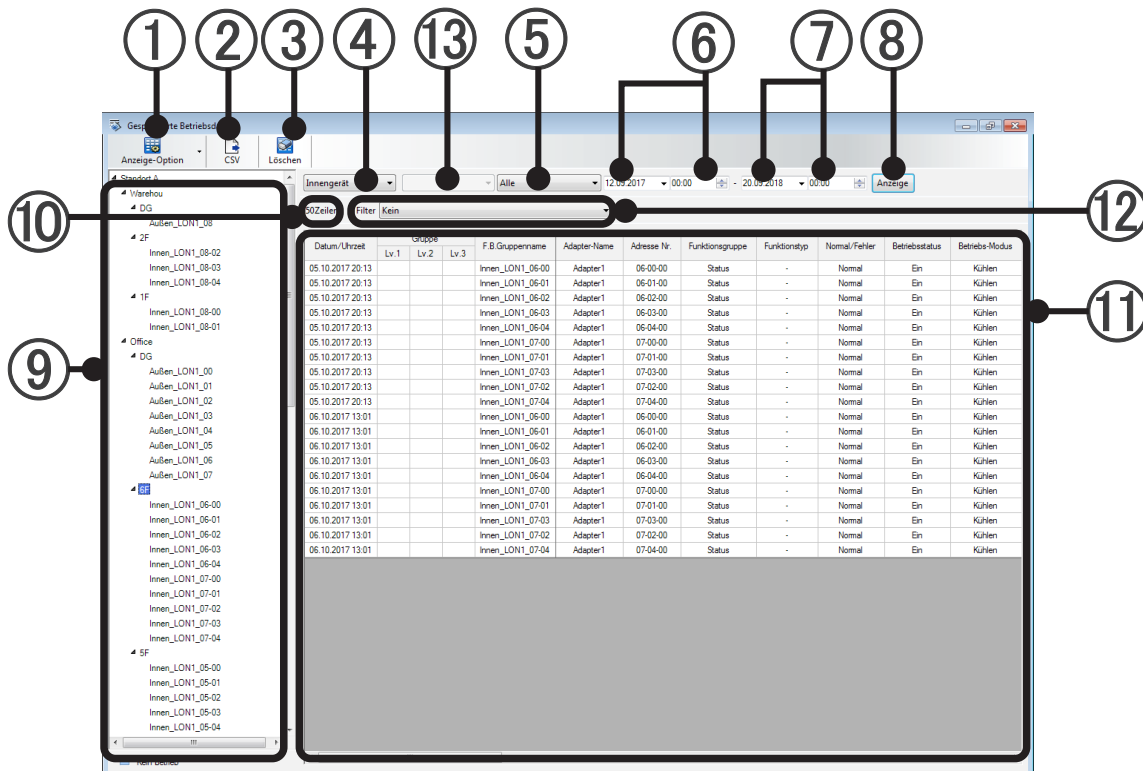 ① ② ③ ④ ⑬ ⑤ ⑥ ⑦ ⑧
Anzeige-Option CSV Löschen
Innengerät Alle 00:00 - 00:00 Anzeige
⑩ 50Zeilen Filter Kein ⑫
⑨
Standort A
Warehou
DG
Außen_LON1_08
2F
Innen_LON1_08-02
Innen_LON1_08-03
Innen_LON1_08-04
1F
Innen_LON1_08-00
Innen_LON1_08-01
Office
DG
Außen_LON1_00
Außen_LON1_01
Außen_LON1_02
Außen_LON1_03
Außen_LON1_04
Außen_LON1_05
Außen_LON1_06
Außen_LON1_07
6F
Innen_LON1_06-00
Innen_LON1_06-01
Innen_LON1_06-02
Innen_LON1_06-03
Innen_LON1_06-04
Innen_LON1_07-00
Innen_LON1_07-01
Innen_LON1_07-02
Innen_LON1_07-03
Innen_LON1_07-04
5F
Innen_LON1_05-00
Innen_LON1_05-01
Innen_LON1_05-02
Innen_LON1_05-03
Innen_LON1_05-04
Kein Betrieb
⑪
Datum/Uhrzeit Gruppe F.B.Gruppenname Adapter-Name Adresse Nr. Funktionsgruppe Funktionstyp Normal/Fehler Betriebsstatus Betriebs-Modus
Lv.1 Lv.2 Lv.3
05.10.2017 20:13 Innen_LON1_06-00 Adapter1 06-00-00 Status - Normal Ein Kühlen
05.10.2017 20:13 Innen_LON1_06-01 Adapter1 06-01-00 Status - Normal Ein Kühlen
05.10.2017 20:13 Innen_LON1_06-02 Adapter1 06-02-00 Status - Normal Ein Kühlen
05.10.2017 20:13 Innen_LON1_06-03 Adapter1 06-03-00 Status - Normal Ein Kühlen
05.10.2017 20:13 Innen_LON1_06-04 Adapter1 06-04-00 Status - Normal Ein Kühlen
05.10.2017 20:13 Innen_LON1_07-00 Adapter1 07-00-00 Status - Normal Ein Kühlen
05.10.2017 20:13 Innen_LON1_07-01 Adapter1 07-01-00 Status - Normal Ein Kühlen
05.10.2017 20:13 Innen_LON1_07-03 Adapter1 07-03-00 Status - Normal Ein Kühlen
05.10.2017 20:13 Innen_LON1_07-02 Adapter1 07-02-00 Status - Normal Ein Kühlen
05.10.2017 20:13 Innen_LON1_07-04 Adapter1 07-04-00 Status - Normal Ein Kühlen
06.10.2017 13:01 Innen_LON1_06-00 Adapter1 06-00-00 Status - Normal Ein Kühlen
06.10.2017 13:01 Innen_LON1_06-01 Adapter1 06-01-00 Status - Normal Ein Kühlen
06.10.2017 13:01 Innen_LON1_06-02 Adapter1 06-02-00 Status - Normal Ein Kühlen
06.10.2017 13:01 Innen_LON1_06-03 Adapter1 06-03-00 Status - Normal Ein Kühlen
06.10.2017 13:01 Innen_LON1_06-04 Adapter1 06-04-00 Status - Normal Ein Kühlen
06.10.2017 13:01 Innen_LON1_07-00 Adapter1 07-00-00 Status - Normal Ein Kühlen
06.10.2017 13:01 Innen_LON1_07-01 Adapter1 07-01-00 Status - Normal Ein Kühlen
06.10.2017 13:01 Innen_LON1_07-03 Adapter1 07-03-00 Status - Normal Ein Kühlen
06.10.2017 13:01 Innen_LON1_07-02 Adapter1 07-02-00 Status - Normal Ein Kühlen
06.10.2017 13:01 Innen_LON1_07-04 Adapter1 07-04-00 Status - Normal Ein Kühlen